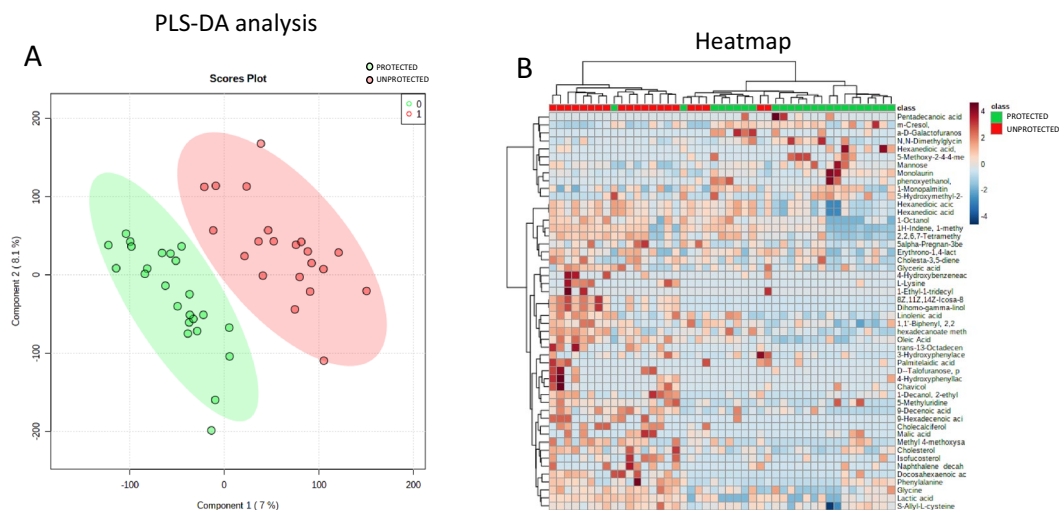 PLS-DA analysis
A
PROTECTED
UNPROTECTED
Scores Plot
0
1
200
100
0
100
200
-100
0
100
200
Component 2 ( 8.1 %)
Component 1 ( 7 %)
Heatmap
B
class
Pentadecanoic acid
m-Cresol,
a-D-Galactofuranos
N,N-Dimethylglycin
Hexanedioic acid,
5-Methoxy-2-4-4-me
Mannose
Monolaurin
phenoxyethanol,
1-Monopalmitin
5-Hydroxymethyl-2-
Hexanedioic acic
Hexanedioic acid
1-Octanol
1H-Indene, 1-methy
2,2,6,7-Tetramethy
5alpha-Pregnan-3be
Erythrono-1,4-lact
Cholesta-3,5-diene
Glyceric acid
4-Hydroxybenzeneac
L-Lysine
1-Ethyl-1-tridecyl
8Z,11Z,14Z-Icosa-8
Dihomo-gamma-linol
Linolenic acid
1,1'-Biphenyl, 2,2
hexadecanoate meth
Oleic Acid
trans-13-Octadecen
3-Hydroxyphenylace
Palmitelaidic acid
D--Talofuranose, p
4-Hydroxyphenyllac
Chavicol
1-Decanol, 2-ethyl
5-Methyluridine
9-Decenoic acid
9-Hexadecenoic aci
Cholecalciferol
Malic acid
Methyl 4-methoxysa
Cholesterol
Isofucosterol
Naphthalene decah
Docosahexaenoic ac
Phenylalanine
Glycine
Lactic acid
S-Allyl-L-cysteine
4
2
0
-2
-4
class
PROTECTED
UNPROTECTED